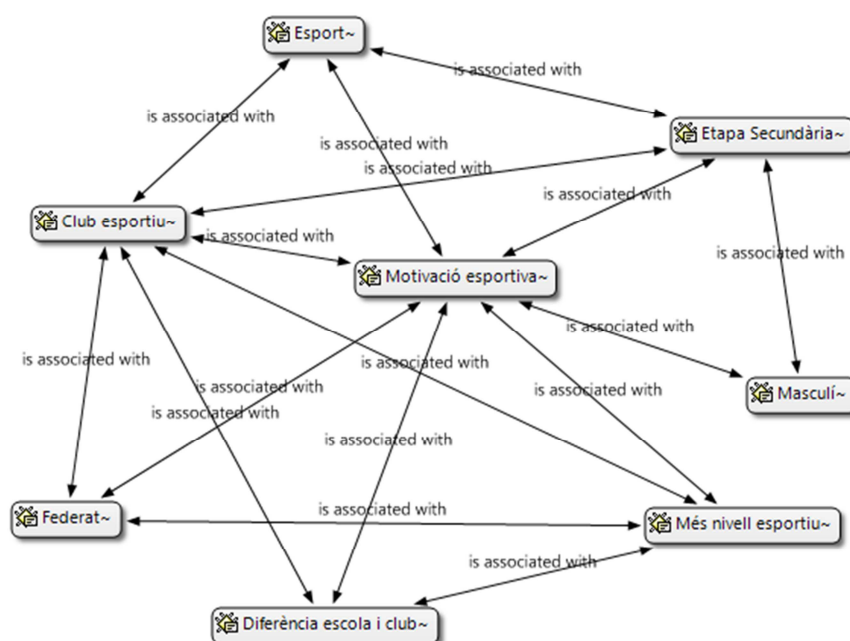 Esport~
is associated with
is associated with
is associated with
Etapa Secundària~
is associated with
is associated with
Club esportiu~
is associated with
is associated with
Motivació esportiva~
is associated with
is associated with
is associated with
is associated with
is associated with
Masculí~
is associated with
is associated with
is associated with
Federat~
Més nivell esportiu~
is associated with
Diferència escola i club~